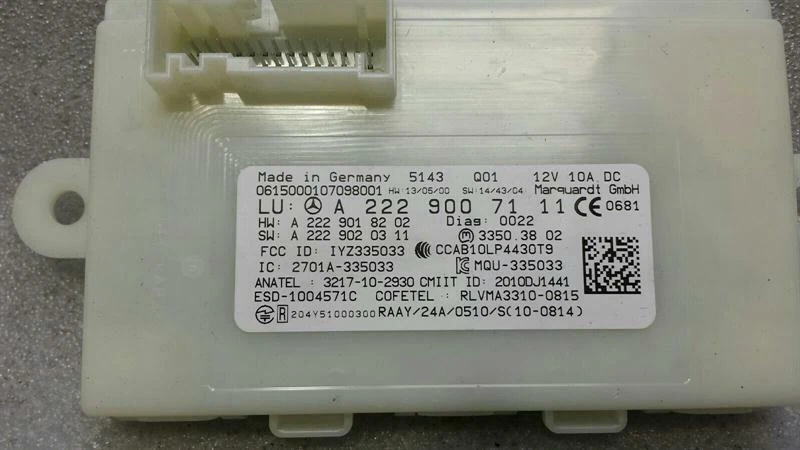 Made in Germany 5143 Q01 12V 10A DC
0615000107098001 HW:13/05/00 SW:14/43/04 Marquardt GmbH
LU: A 222 900 71 11 CE 0681
HW: A 222 901 82 02 Diag: 0022
SW: A 222 902 03 11 3350.3802
FCC ID: IYZ335033 CCAB10LP4430T9
IC: 2701A-335033 MQU-335033
ANATEL : 3217-10-2930 CMIIT ID: 2010DJ1441
ESD-1004571C COFETEL : RLVMA3310-0815
R 204Y51000300 RAAY/24A/0510/S(10-0814)